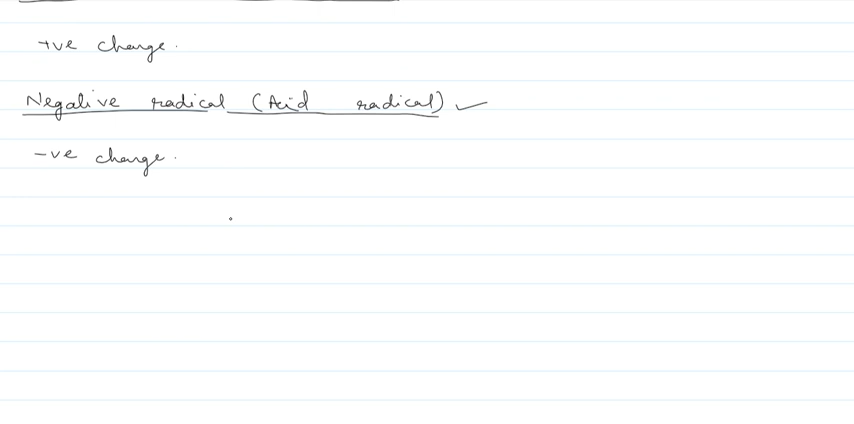 +ve charge.
Negative radical (Acid radical) ✓
-ve charge.